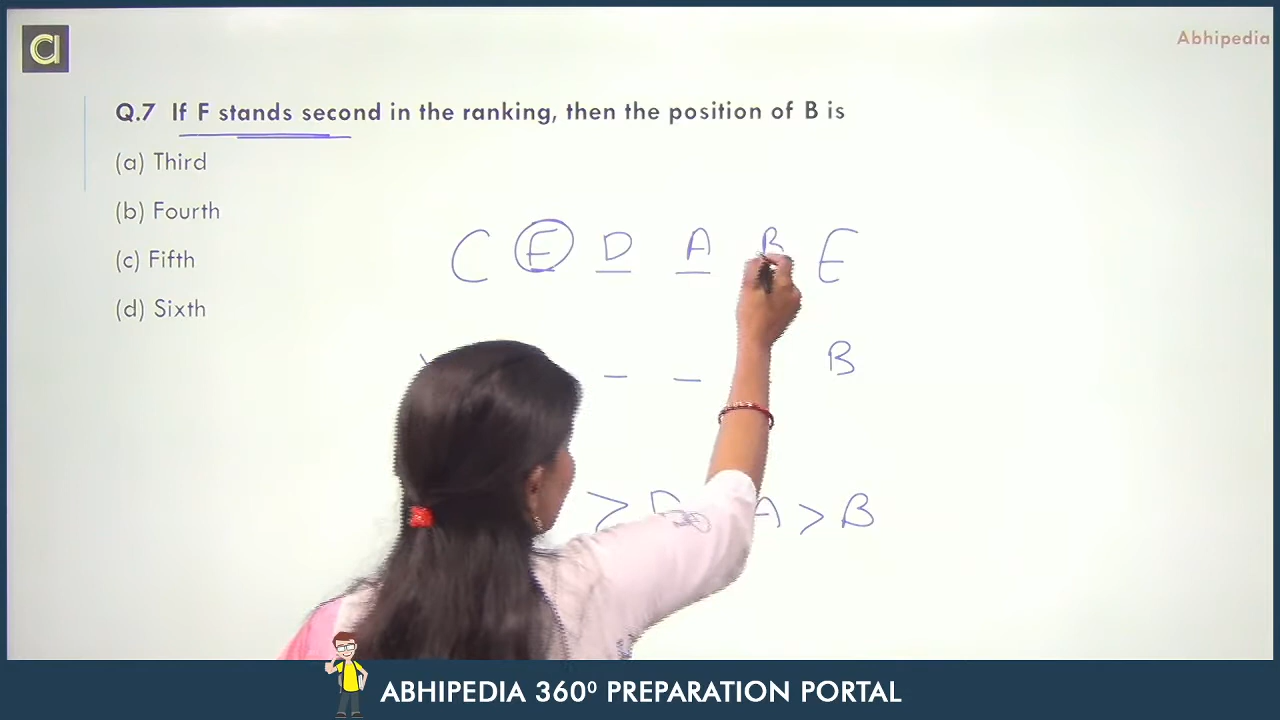 Abhipedia
Q.7 If F stands second in the ranking, then the position of B is
(a) Third
(b) Fourth
(c) Fifth
(d) Sixth
C F D A B E
B
> D A > B
ABHIPEDIA 360⁰ PREPARATION PORTAL